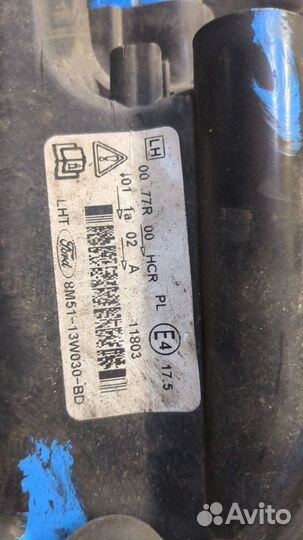 LH
00 77R 00 HCR PL E4 17.5
01 1a 02 A
11803
LHT Ford 8M51-13W030-BD
Avito